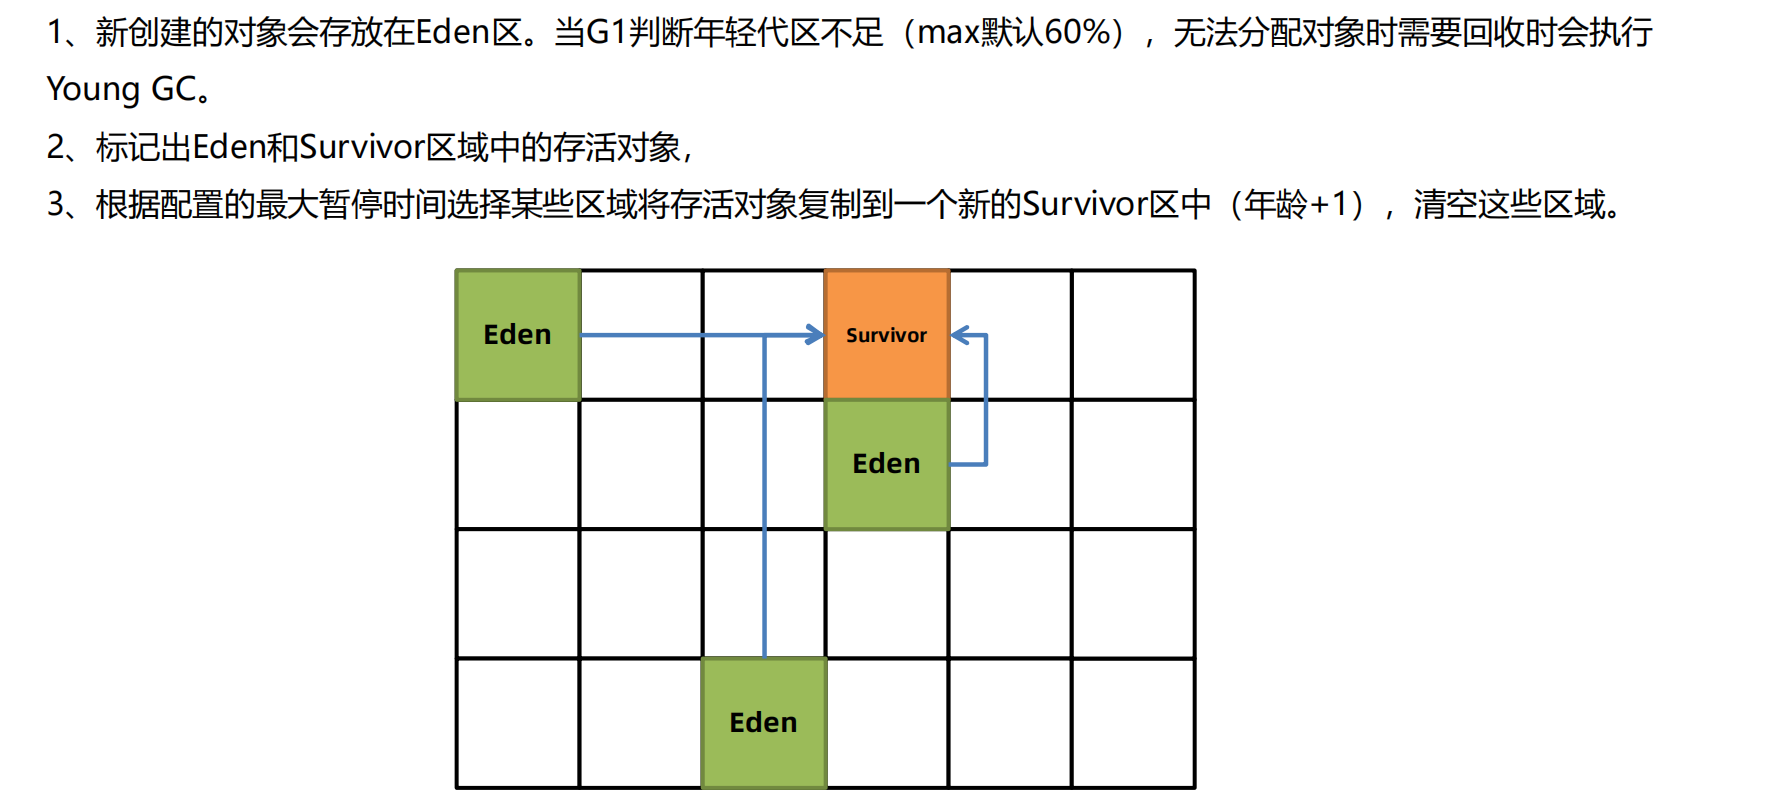 1、新创建的对象会存放在Eden区。当G1判断年轻代区不足（max默认60%），无法分配对象时需要回收时会执行
Young GC。
2、标记出Eden和Survivor区域中的存活对象，
3、根据配置的最大暂停时间选择某些区域将存活对象复制到一个新的Survivor区中（年龄+1），清空这些区域。
Eden
Survivor
Eden
Eden